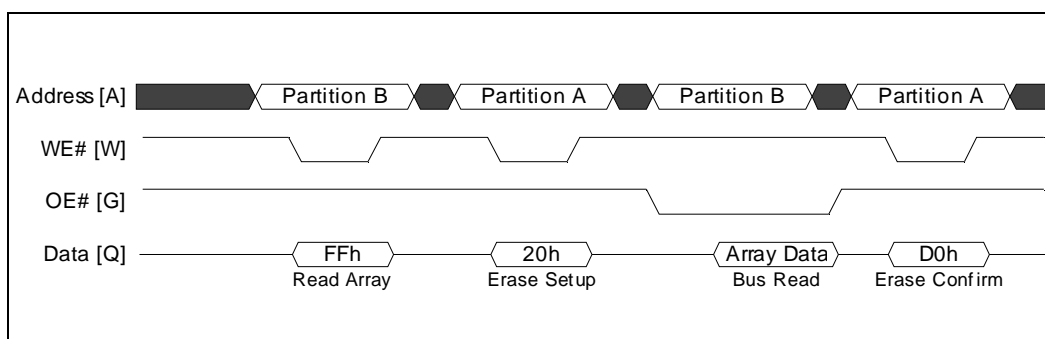 Address [A] Partition B Partition A Partition B Partition A
WE# [W]
OE# [G]
Data [Q] FFh 20h Array Data D0h
Read Array Erase Setup Bus Read Erase Confirm